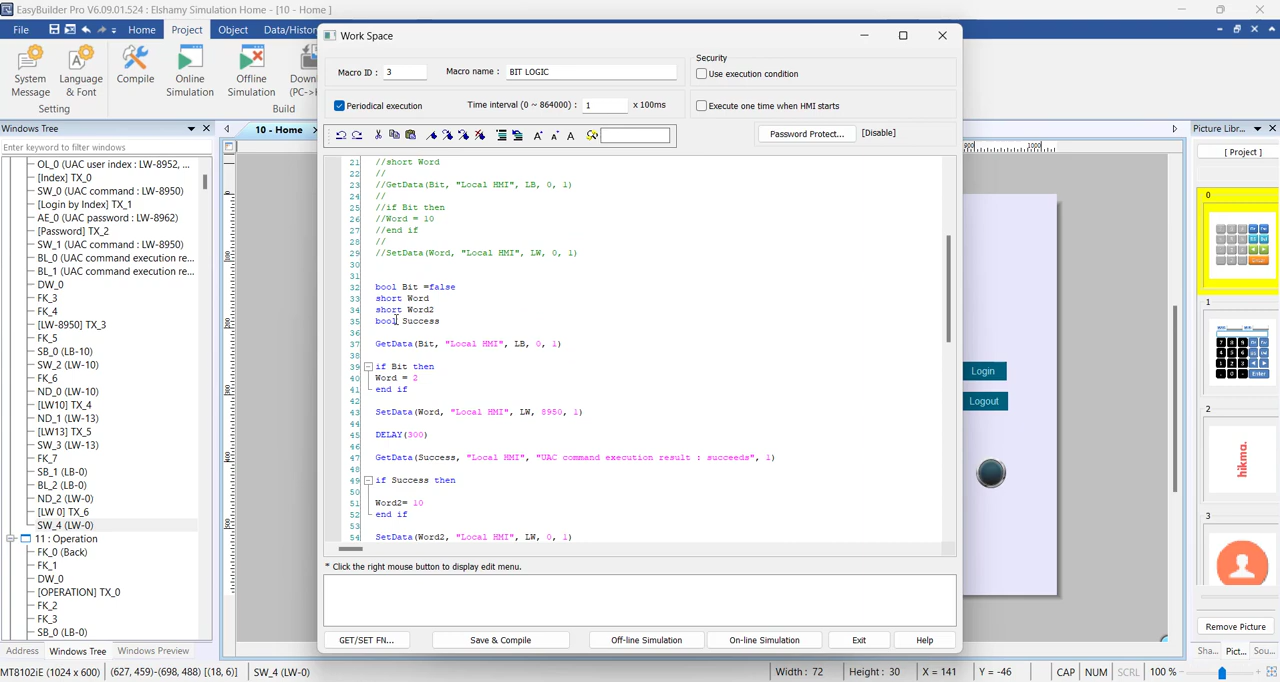 EasyBuilder Pro V6.09.01.524 : Elshamy Simulation Home - [10 - Home ]
File Home Project Object Data/History
System Message
Language & Font
Compile
Online Simulation
Offline Simulation
Setting
Build
Windows Tree
Enter keyword to filter windows
OL_0 (UAC user index : LW-8952, ...
[Index] TX_0
SW_0 (UAC command : LW-8950)
[Login by Index] TX_1
AE_0 (UAC password : LW-8962)
[Password] TX_2
SW_1 (UAC command : LW-8950)
BL_0 (UAC command execution re...
BL_1 (UAC command execution re...
DW_0
FK_3
FK_4
[LW-8950] TX_3
FK_5
SB_0 (LB-10)
SW_2 (LW-10)
FK_6
ND_0 (LW-10)
[LW10] TX_4
ND_1 (LW-13)
[LW13] TX_5
SW_3 (LW-13)
FK_7
SB_1 (LB-0)
BL_2 (LB-0)
ND_2 (LW-0)
[LW 0] TX_6
SW_4 (LW-0)
11 : Operation
FK_0 (Back)
FK_1
DW_0
[OPERATION] TX_0
FK_2
FK_3
SB_0 (LB-0)
Address Windows Tree Windows Preview
10 - Home
Work Space
Macro ID : 3
Macro name : BIT LOGIC
Security
Use execution condition
Periodical execution
Time interval (0 ~ 864000) : 1 x 100ms
Execute one time when HMI starts
Password Protect... [Disable]
21 //short Word
22 //
23 //GetData(Bit, "Local HMI", LB, 0, 1)
24 //
25 //if Bit then
26 //Word = 10
27 //end if
28 //
29 //SetData(Word, "Local HMI", LW, 0, 1)
30
31
32 bool Bit =false
33 short Word
34 short Word2
35 bool Success
36
37 GetData(Bit, "Local HMI", LB, 0, 1)
38
39 if Bit then
40 Word = 2
41 end if
42
43 SetData(Word, "Local HMI", LW, 8950, 1)
44
45 DELAY(300)
46
47 GetData(Success, "Local HMI", "UAC command execution result : succeeds", 1)
48
49 if Success then
50
51 Word2= 10
52 end if
53
54 SetData(Word2, "Local HMI", LW, 0, 1)
* Click the right mouse button to display edit menu.
GET/SET FN... Save & Compile Off-line Simulation On-line Simulation Exit Help
1000
Login
Logout
Picture Libr...
[ Project ]
0
1
2
hikma.
3
Remove Picture
Sha... Pict... Sou...
MT8102iE (1024 x 600) (627, 459)-(698, 488) [(18, 6)] SW_4 (LW-0) Width : 72 Height : 30 X = 141 Y = -46 CAP NUM SCRL 100 %